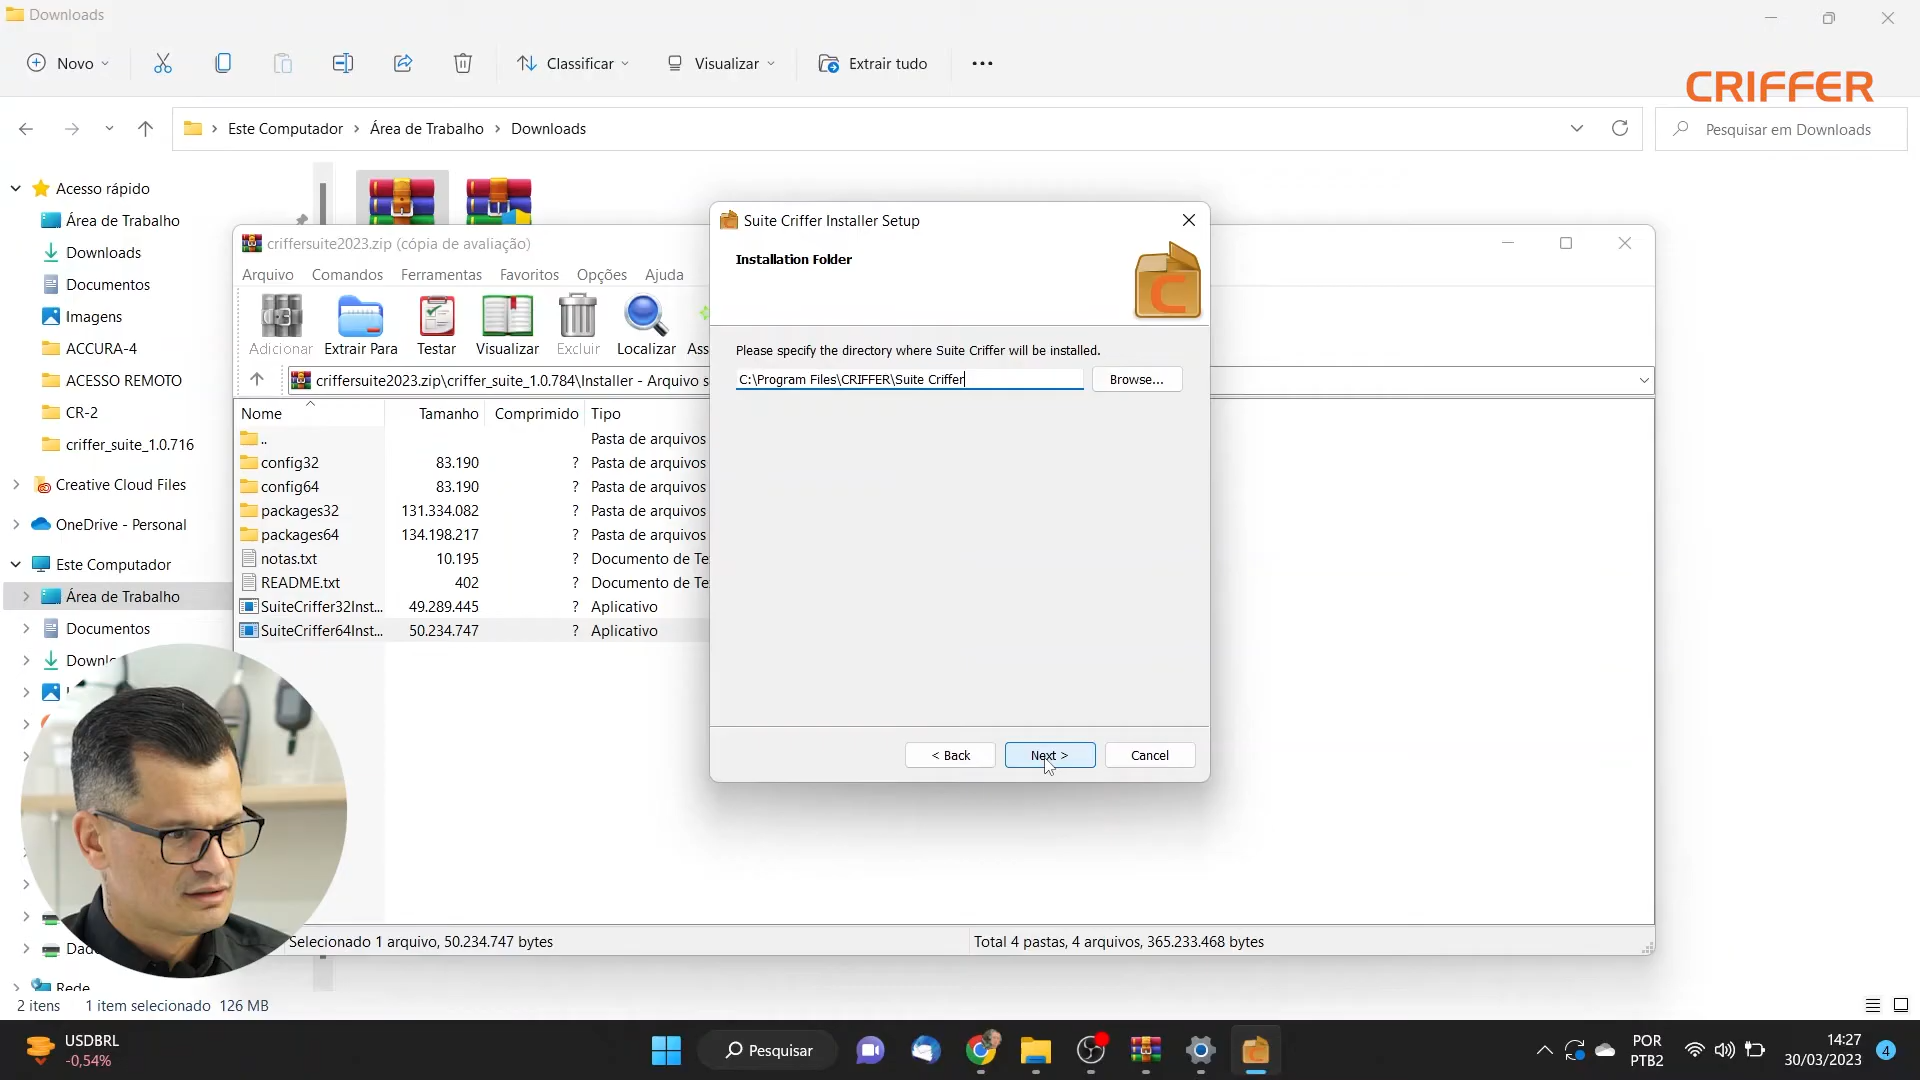 Downloads
Novo
Classificar
Visualizar
Extrair tudo
CRIFFER
Este Computador > Área de Trabalho > Downloads
Pesquisar em Downloads
Acesso rápido
Área de Trabalho
Downloads
Documentos
Imagens
ACCURA-4
ACESSO REMOTO
CR-2
criffer_suite_1.0.716
Creative Cloud Files
OneDrive - Personal
Este Computador
Área de Trabalho
Documentos
Rede
2 itens 1 item selecionado 126 MB
criffersuite2023.zip (cópia de avaliação)
Arquivo Comandos Ferramentas Favoritos Opções Ajuda
Adicionar Extrair Para Testar Visualizar Excluir Localizar
criffersuite2023.zip\criffer_suite_1.0.784\Installer - Arquivo
Nome Tamanho Comprimido Tipo
.. Pasta de arquivos
config32 83.190 ? Pasta de arquivos
config64 83.190 ? Pasta de arquivos
packages32 131.334.082 ? Pasta de arquivos
packages64 134.198.217 ? Pasta de arquivos
notas.txt 10.195 ? Documento de Te
README.txt 402 ? Documento de Te
SuiteCriffer32Inst... 49.289.445 ? Aplicativo
SuiteCriffer64Inst... 50.234.747 ? Aplicativo
Selecionado 1 arquivo, 50.234.747 bytes
Total 4 pastas, 4 arquivos, 365.233.468 bytes
Suite Criffer Installer Setup
Installation Folder
C
Please specify the directory where Suite Criffer will be installed.
C:\Program Files\CRIFFER\Suite Criffer
Browse...
< Back
Next >
Cancel
USDBRL
-0,54%
Pesquisar
POR
PTB2
14:27
30/03/2023
4